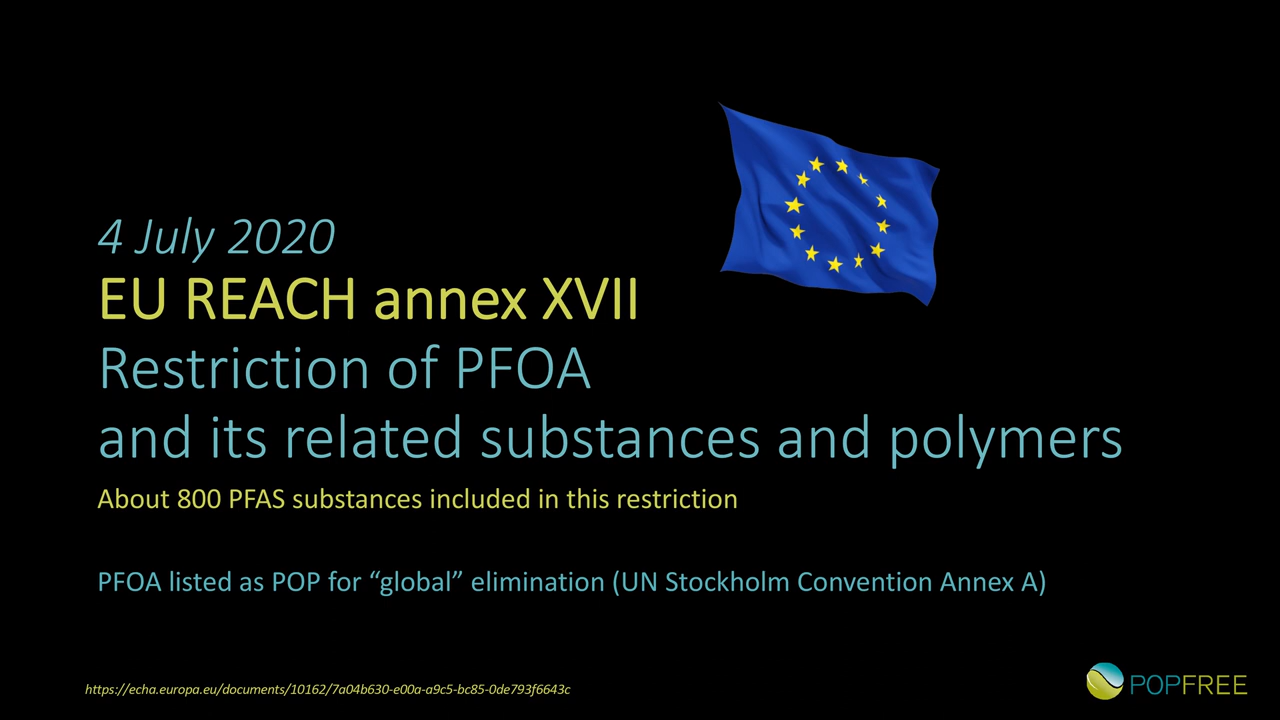 4 July 2020
EU REACH annex XVII
Restriction of PFOA
and its related substances and polymers
About 800 PFAS substances included in this restriction
PFOA listed as POP for “global” elimination (UN Stockholm Convention Annex A)
https://echa.europa.eu/documents/10162/7a04b630-e00a-a9c5-bc85-0de793f6643c
POPFREE